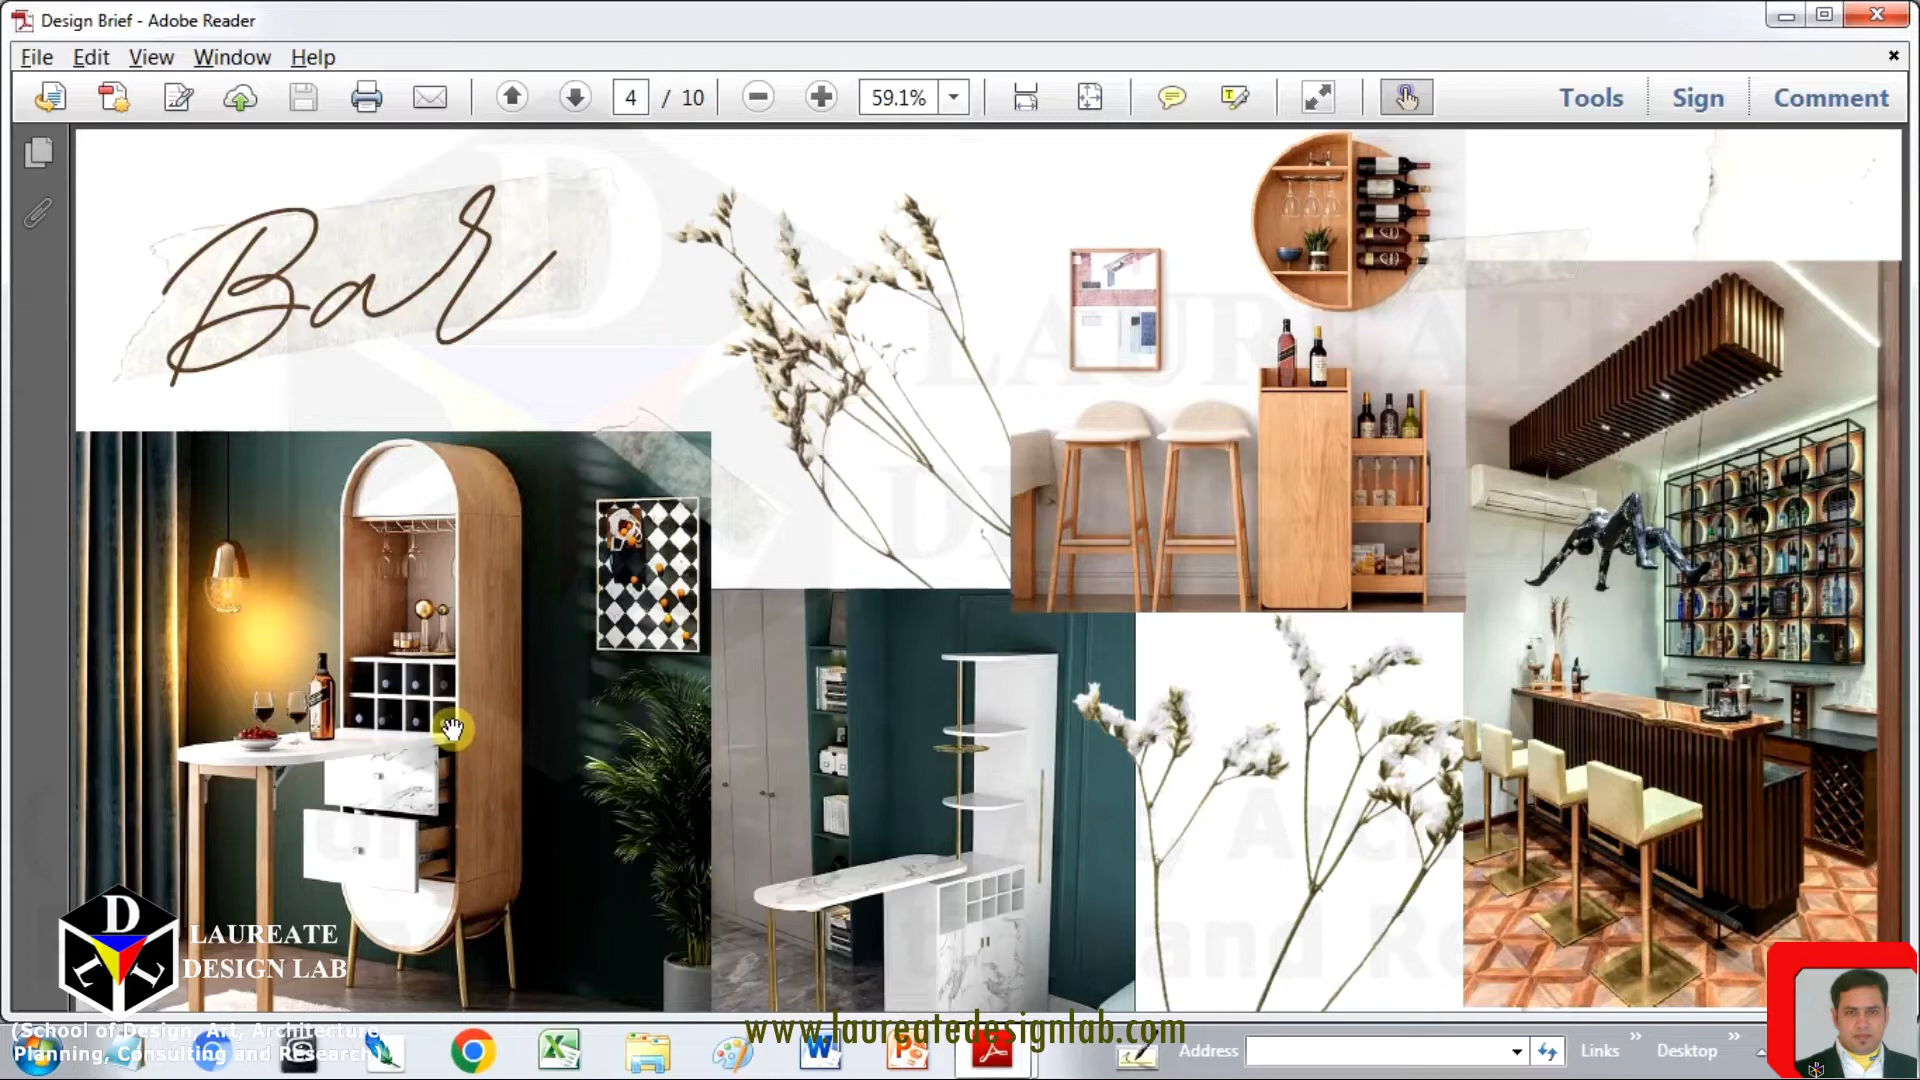 Design Brief - Adobe Reader
File Edit View Window Help
4 / 10 59.1% Tools Sign Comment
Bar
LAUREATE
DESIGN LAB
(School of Design, Art, Architecture,
Planning, Consulting and Research)
www.laureatedesignlab.com
Address Links Desktop